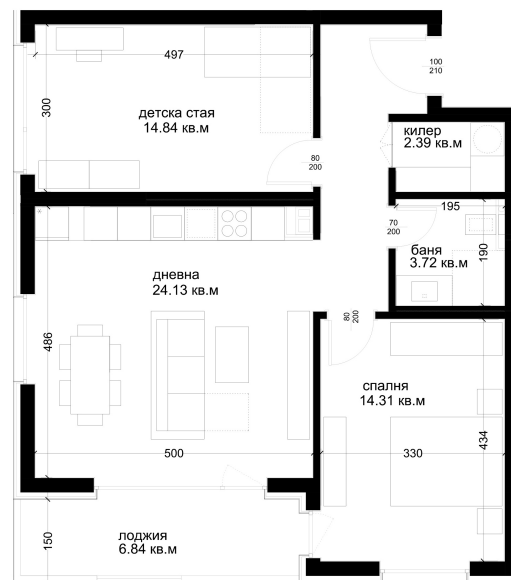 497
100
210
300
детска стая
14.84 кв.м
килер
2.39 кв.м
80
200
195
70
200
баня
3.72 кв.м
190
дневна
24.13 кв.м
80
200
486
спалня
14.31 кв.м
434
500
330
150
лоджия
6.84 кв.м